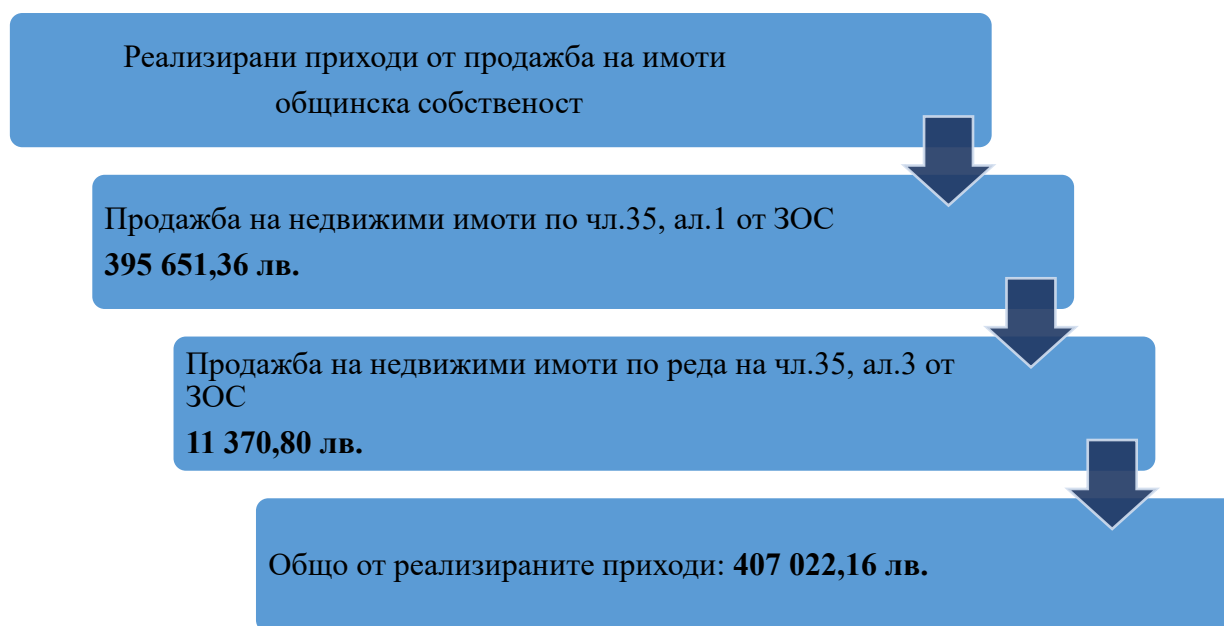 Реализирани приходи от продажба на имоти
общинска собственост
Продажба на недвижими имоти по чл.35, ал.1 от ЗОС
395 651,36 лв.
Продажба на недвижими имоти по реда на чл.35, ал.3 от
ЗОС
11 370,80 лв.
Общо от реализираните приходи: 407 022,16 лв.